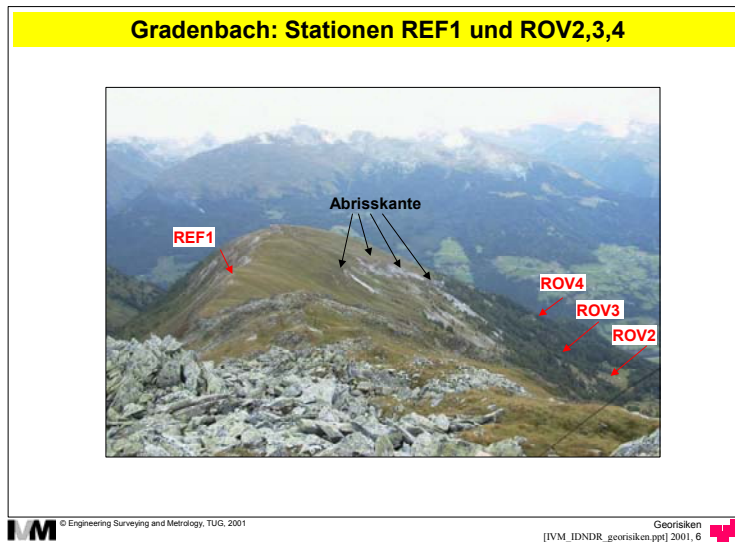 Gradenbach: Stationen REF1 und ROV2,3,4
Abrisskante
REF1
ROV4
ROV3
ROV2
IVM © Engineering Surveying and Metrology, TUG, 2001
Georisiken
[IVM_IDNDR_georisiken.ppt] 2001, 6